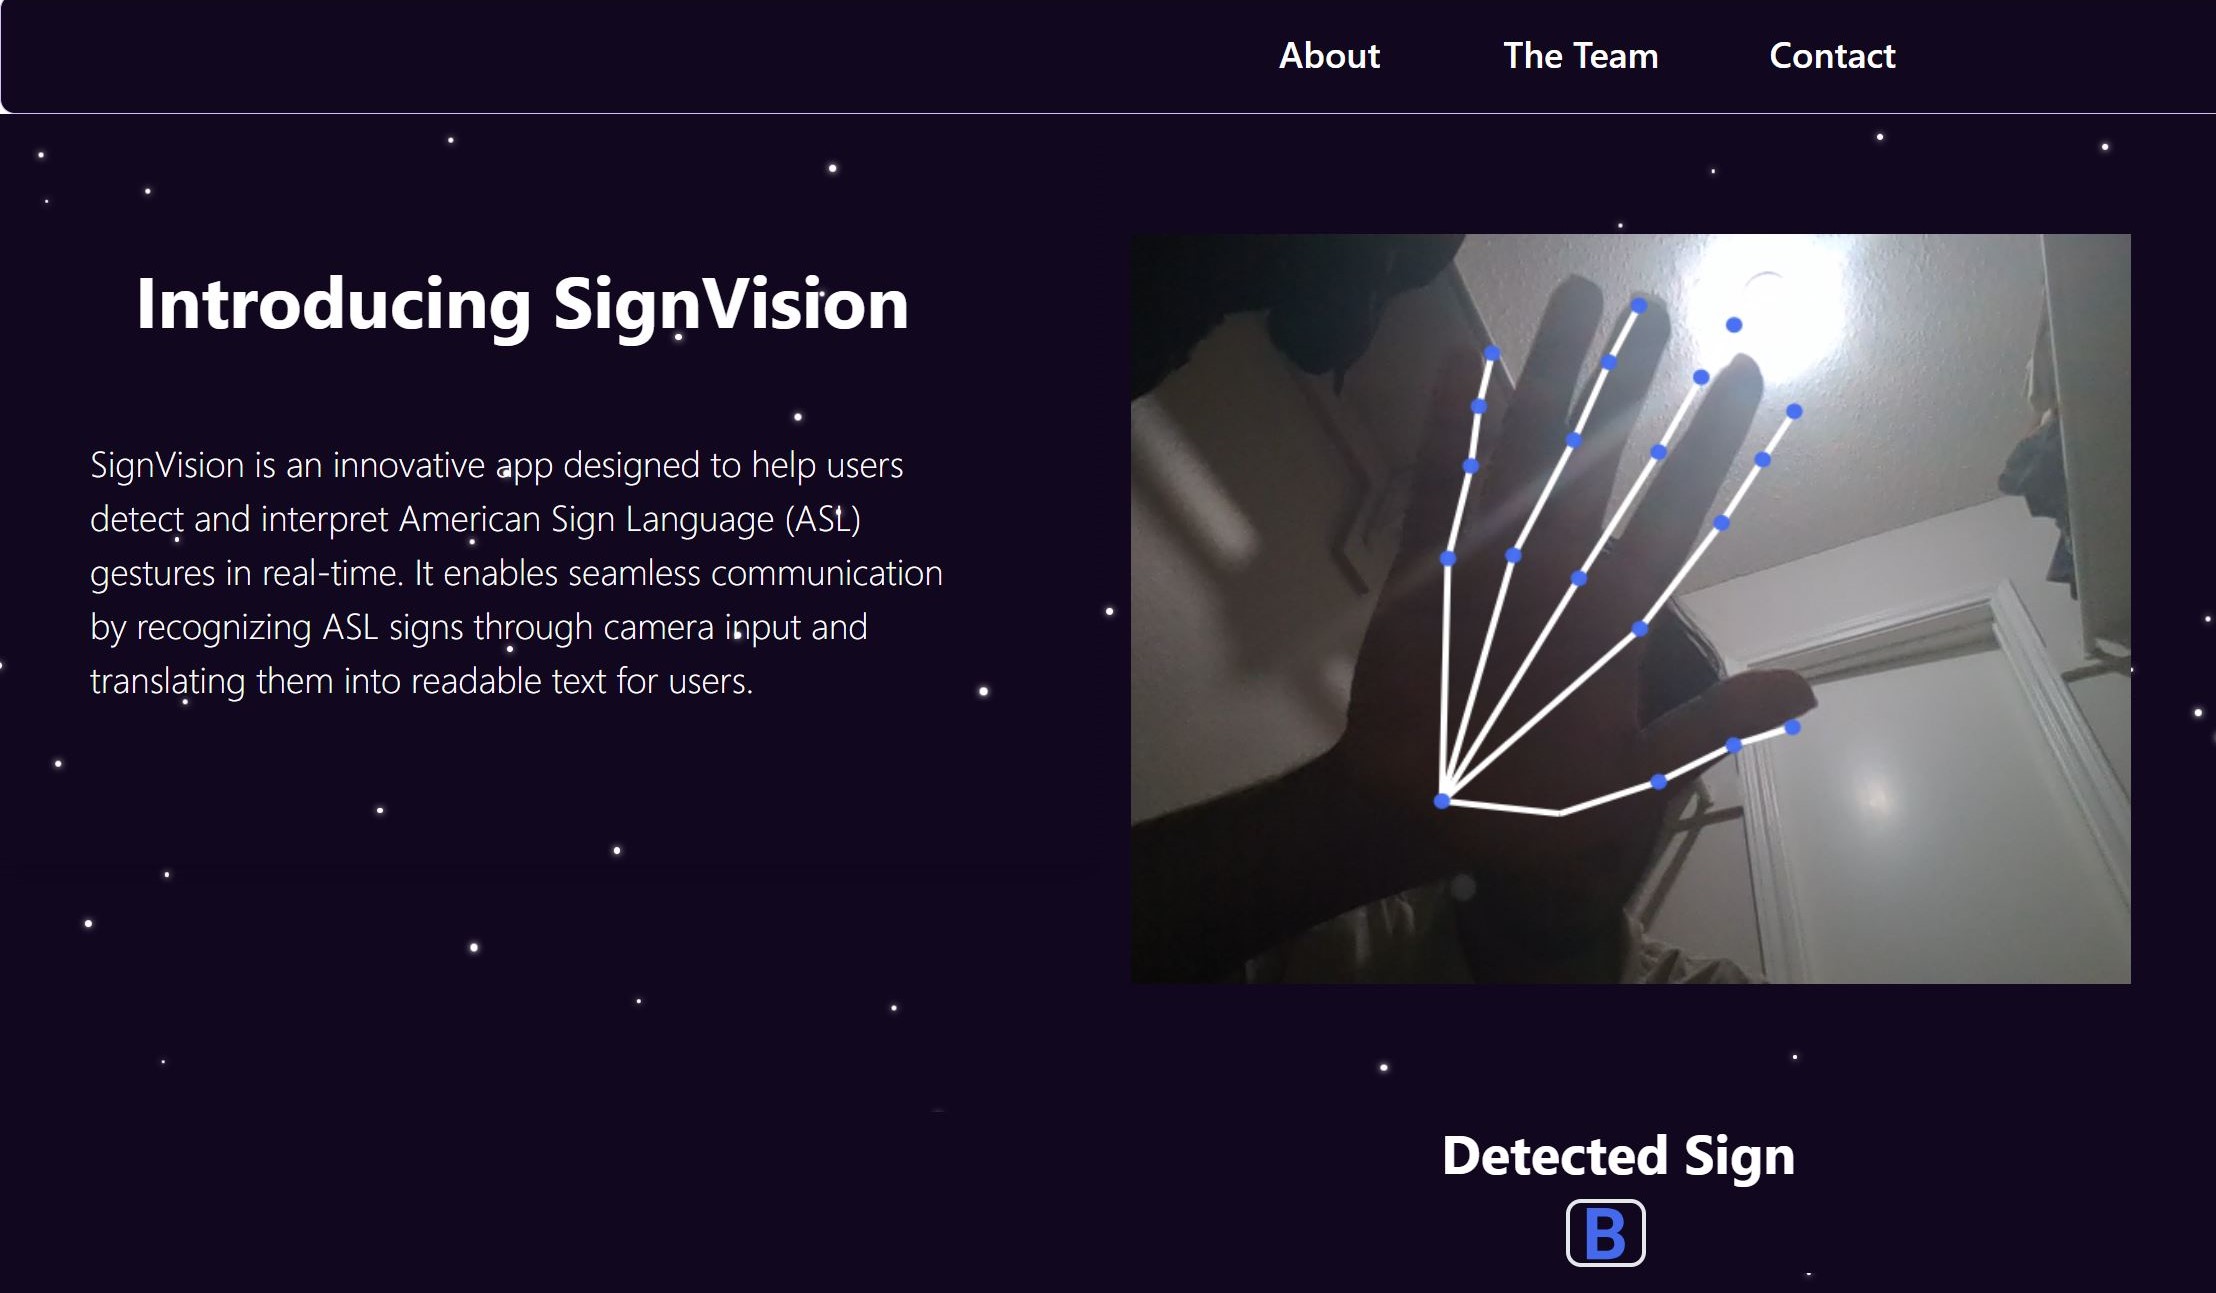 About
The Team
Contact
Introducing SignVision
SignVision is an innovative app designed to help users
detect and interpret American Sign Language (ASL)
gestures in real-time. It enables seamless communication
by recognizing ASL signs through camera input and
translating them into readable text for users.
Detected Sign
B